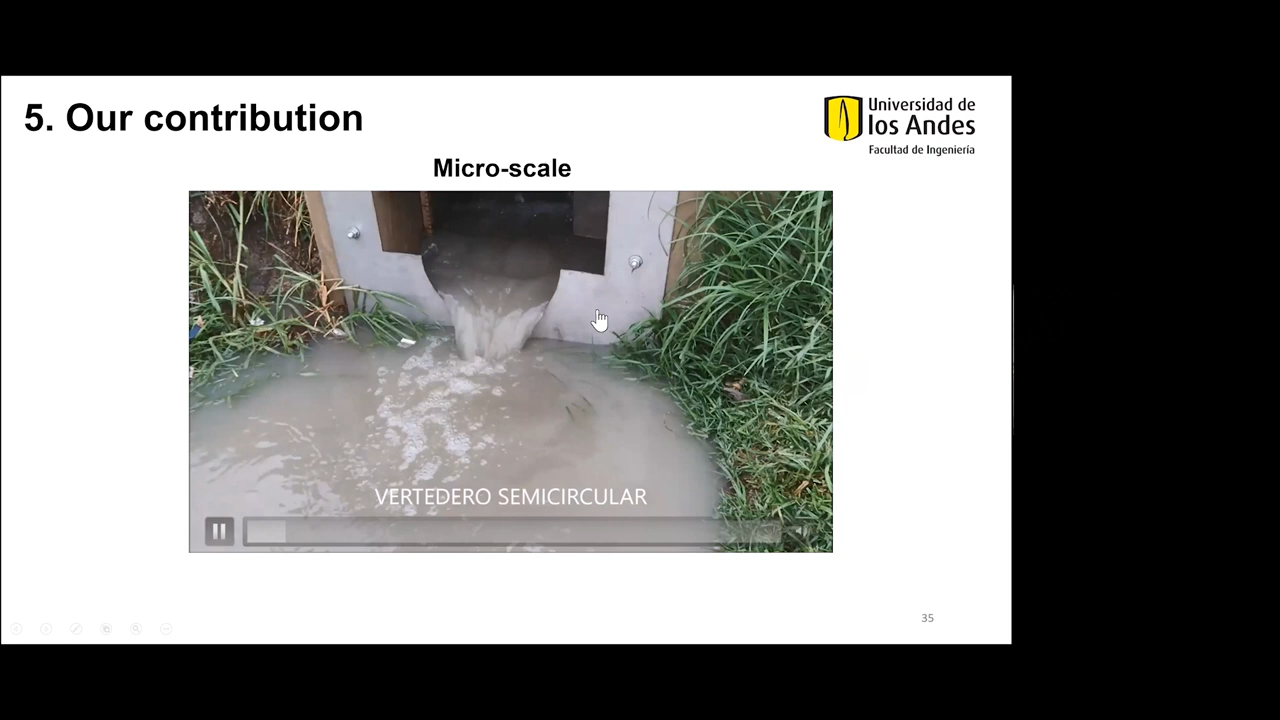 5. Our contribution
Universidad de
los Andes
Facultad de Ingeniería
Micro-scale
VERTEDERO SEMICIRCULAR
35